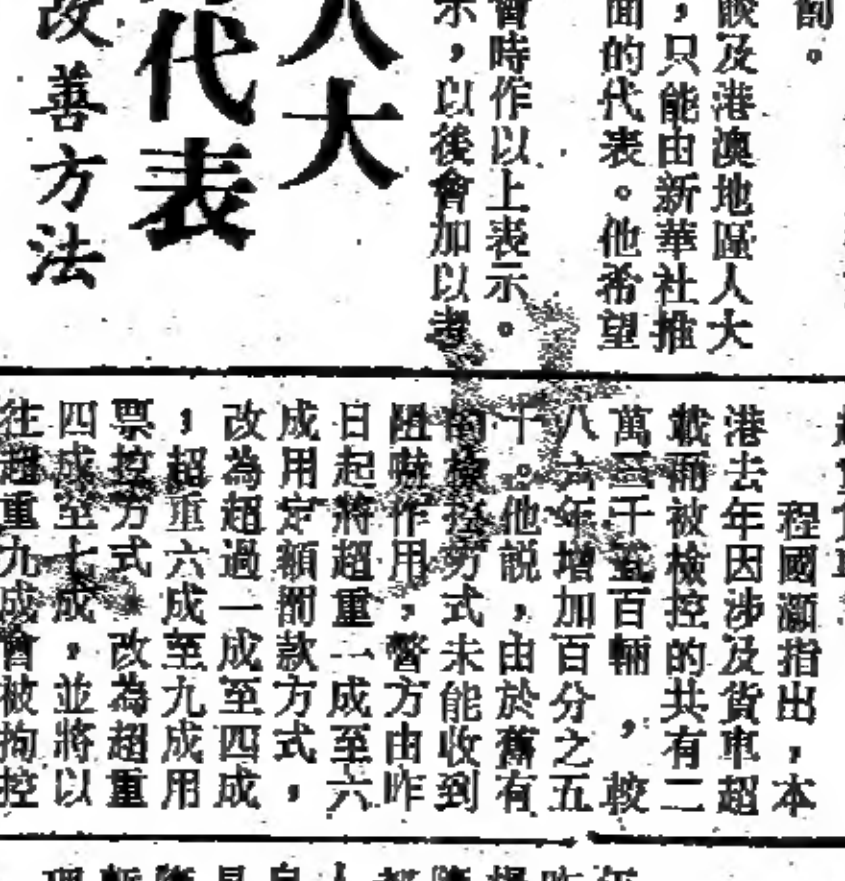 劃。
餤及港澳地區人大
，只能由新華社推
面的代表。他希望
會時作以上表示。
示，以後會加以考
人大
代表
改善方法
程國灝指出，本
港去年因涉及貨車超
載而被檢控的共有二
萬三千五百輛，較
八六年增加百分之五
十。他說，由於舊有
的檢控方式未能收到
阻嚇作用，警方由昨
日起將超重一成至六
成用定額罰款方式，
改為超過一成至四成
，超重六成至九成用
票控方式，改為超重
四成至七成，並將以
往超重九成會被拘控